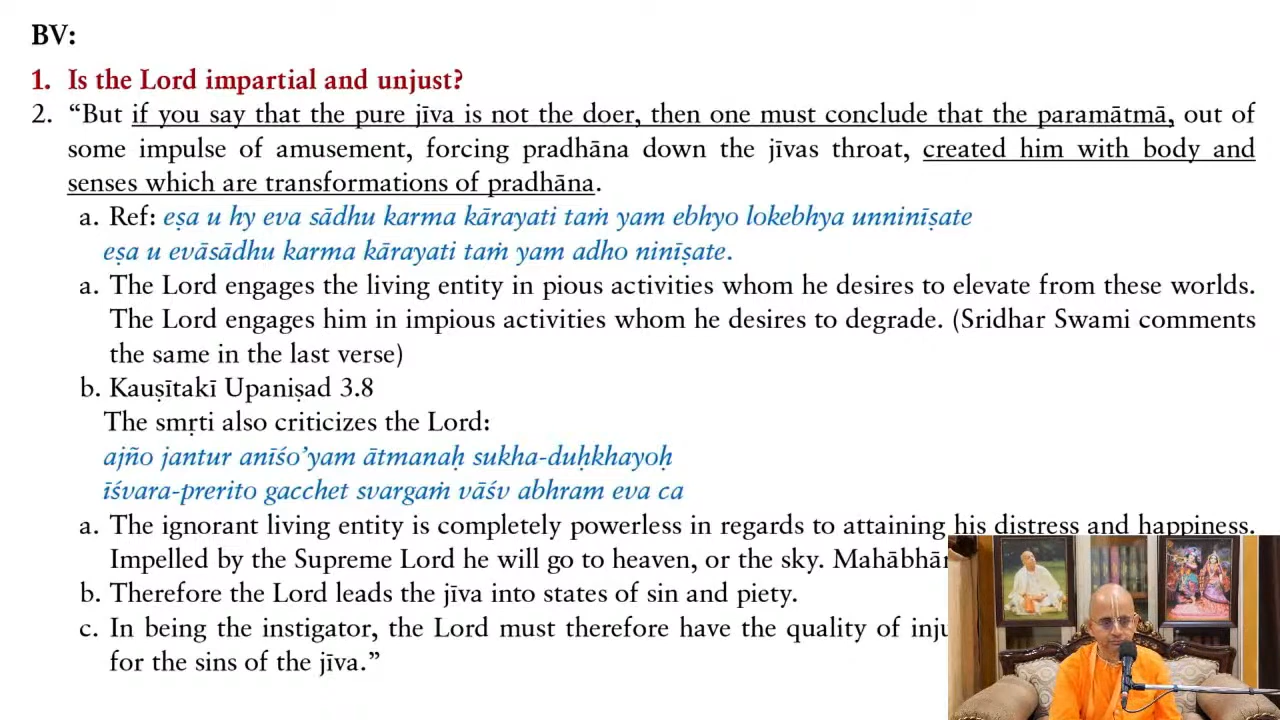 BV:
1. Is the Lord impartial and unjust?
2. “But if you say that the pure jīva is not the doer, then one must conclude that the paramātmā, out of
some impulse of amusement, forcing pradhāna down the jīvas throat, created him with body and
senses which are transformations of pradhāna.
a. Ref: eṣa u hy eva sādhu karma kārayati taṁ yam ebhyo lokebhya unninīṣate
eṣa u evāsādhu karma kārayati taṁ yam adho ninīṣate.
a. The Lord engages the living entity in pious activities whom he desires to elevate from these worlds.
The Lord engages him in impious activities whom he desires to degrade. (Sridhar Swami comments
the same in the last verse)
b. Kauṣītakī Upaniṣad 3.8
The smṛti also criticizes the Lord:
ajño jantur anīśo’yam ātmanaḥ sukha-duḥkhayoḥ
īśvara-prerito gacchet svargaṁ vāśv abhram eva ca
a. The ignorant living entity is completely powerless in regards to attaining his distress and happiness.
Impelled by the Supreme Lord he will go to heaven, or the sky.
b. Therefore the Lord leads the jīva into states of sin and piety.
c. In being the instigator, the Lord must therefore have the quality of
for the sins of the jīva.”